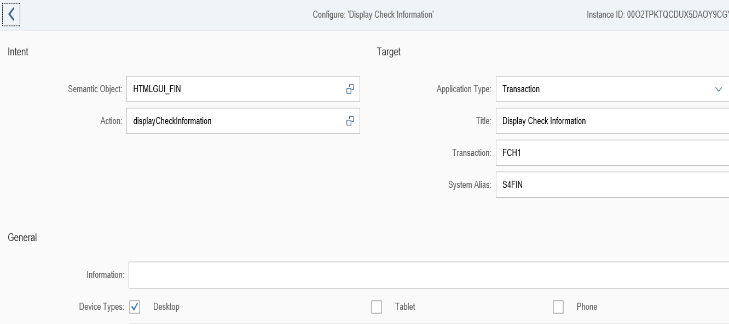 Configure: 'Display Check Information'
Instance ID: 00O2TPKTQCDUX5DAOY9CG
Intent
Target
Semantic Object: HTMLGUI_FIN
Application Type: Transaction
Action: displayCheckInformation
Title: Display Check Information
Transaction: FCH1
System Alias: S4FIN
General
Information:
Device Types: Desktop Tablet Phone